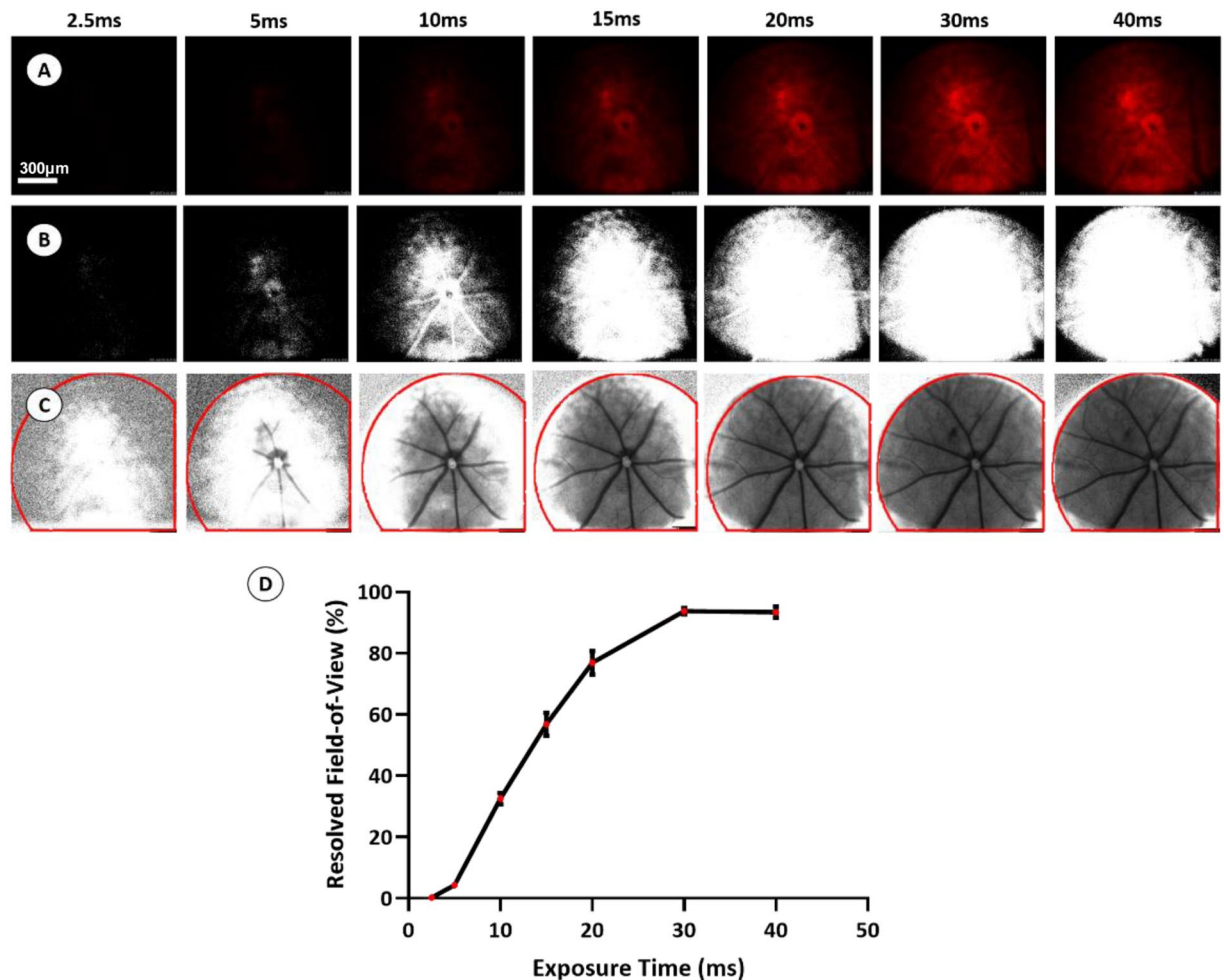 2.5ms 5ms 10ms 15ms 20ms 30ms 40ms
A
300µm
B
C
D
Resolved Field-of-View (%)
100
80
60
40
20
0
0 10 20 30 40 50
Exposure Time (ms)